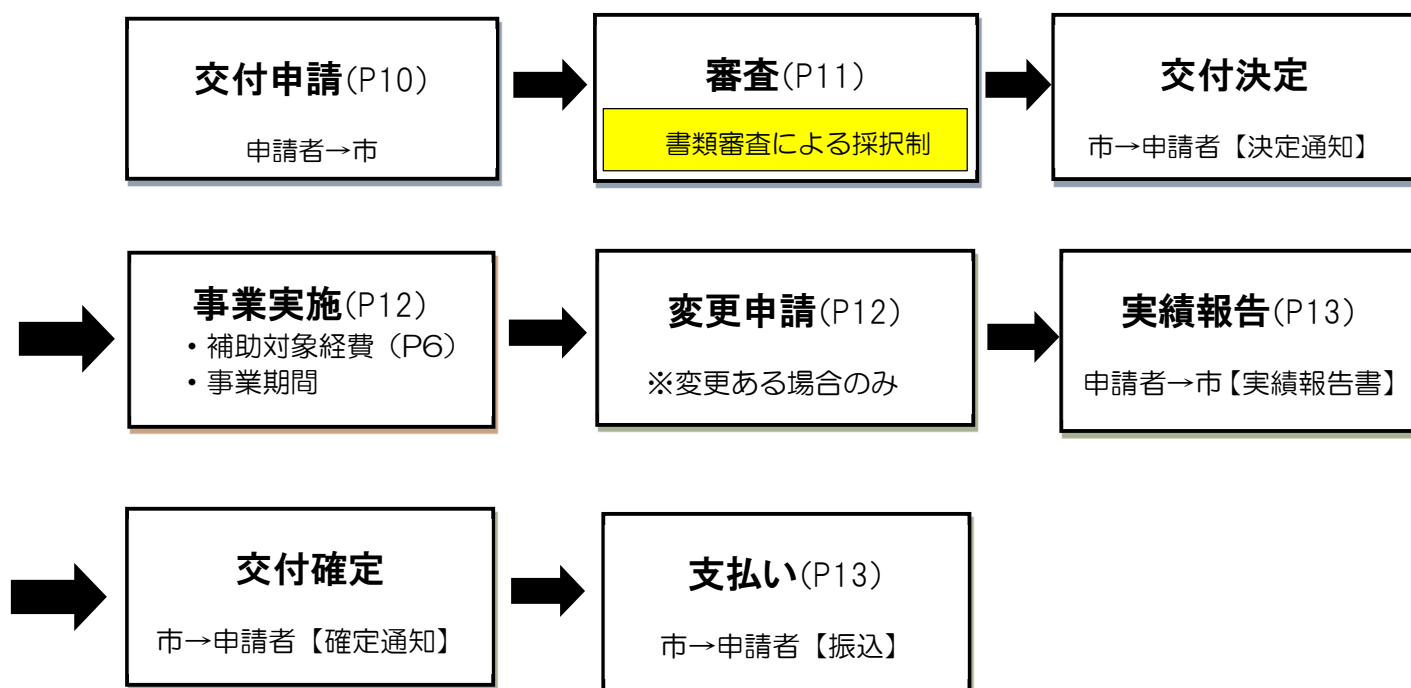 交付申請(P10)
申請者→市
審査(P11)
書類審査による採択制
交付決定
市→申請者【決定通知】
事業実施(P12)
・補助対象経費（P6）
・事業期間
変更申請(P12)
※変更ある場合のみ
実績報告(P13)
申請者→市【実績報告書】
交付確定
市→申請者【確定通知】
支払い(P13)
市→申請者【振込】